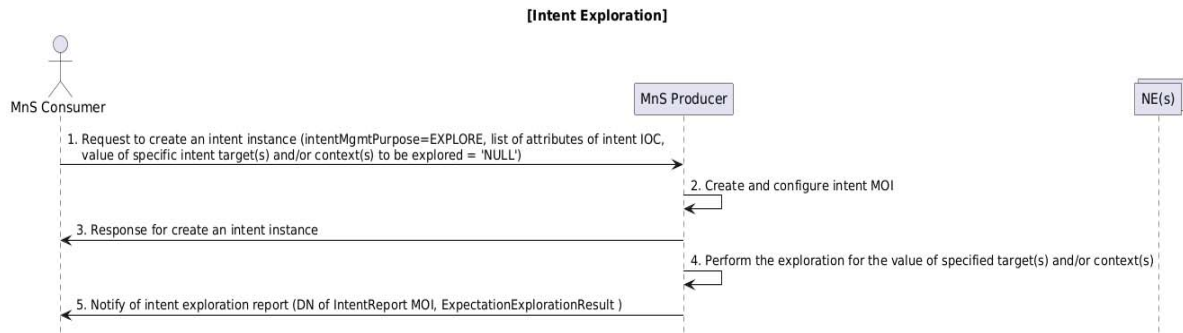 [Intent Exploration]
MnS Consumer
MnS Producer
NE(s)
1. Request to create an intent instance (intentMgmtPurpose=EXPLORE, list of attributes of intent IOC,
value of specific intent target(s) and/or context(s) to be explored = 'NULL')
2. Create and configure intent MOI
3. Response for create an intent instance
4. Perform the exploration for the value of specified target(s) and/or context(s)
5. Notify of intent exploration report (DN of IntentReport MOI, ExpectationExplorationResult )